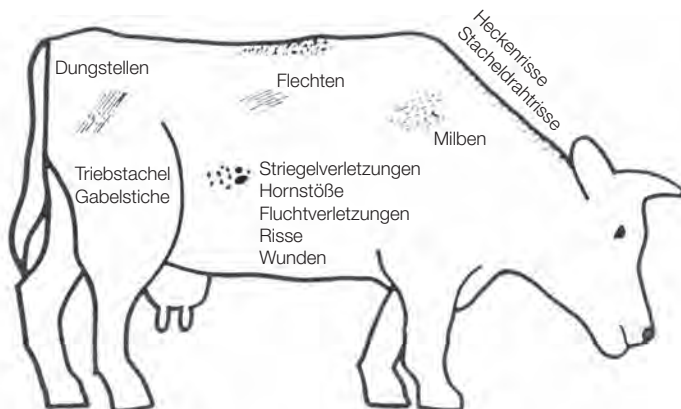 Heckenrisse
Stacheldrahtrisse
Dungstellen
Flechten
Milben
Triebstachel
Gabelstiche
Striegelverletzungen
Hornstöße
Fluchtverletzungen
Risse
Wunden